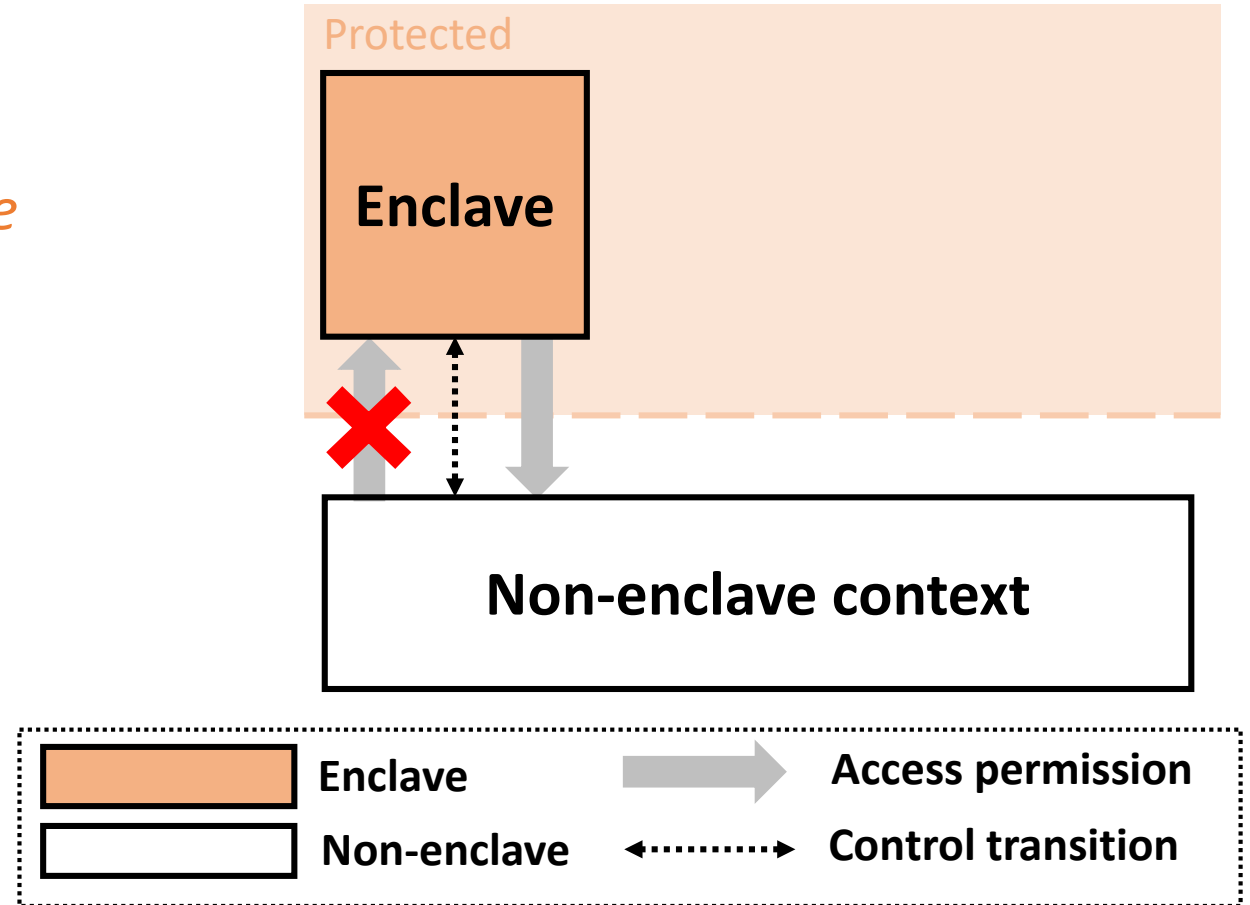 Protected
Enclave
e
Non-enclave context
Enclave
Access permission
Non-enclave
Control transition